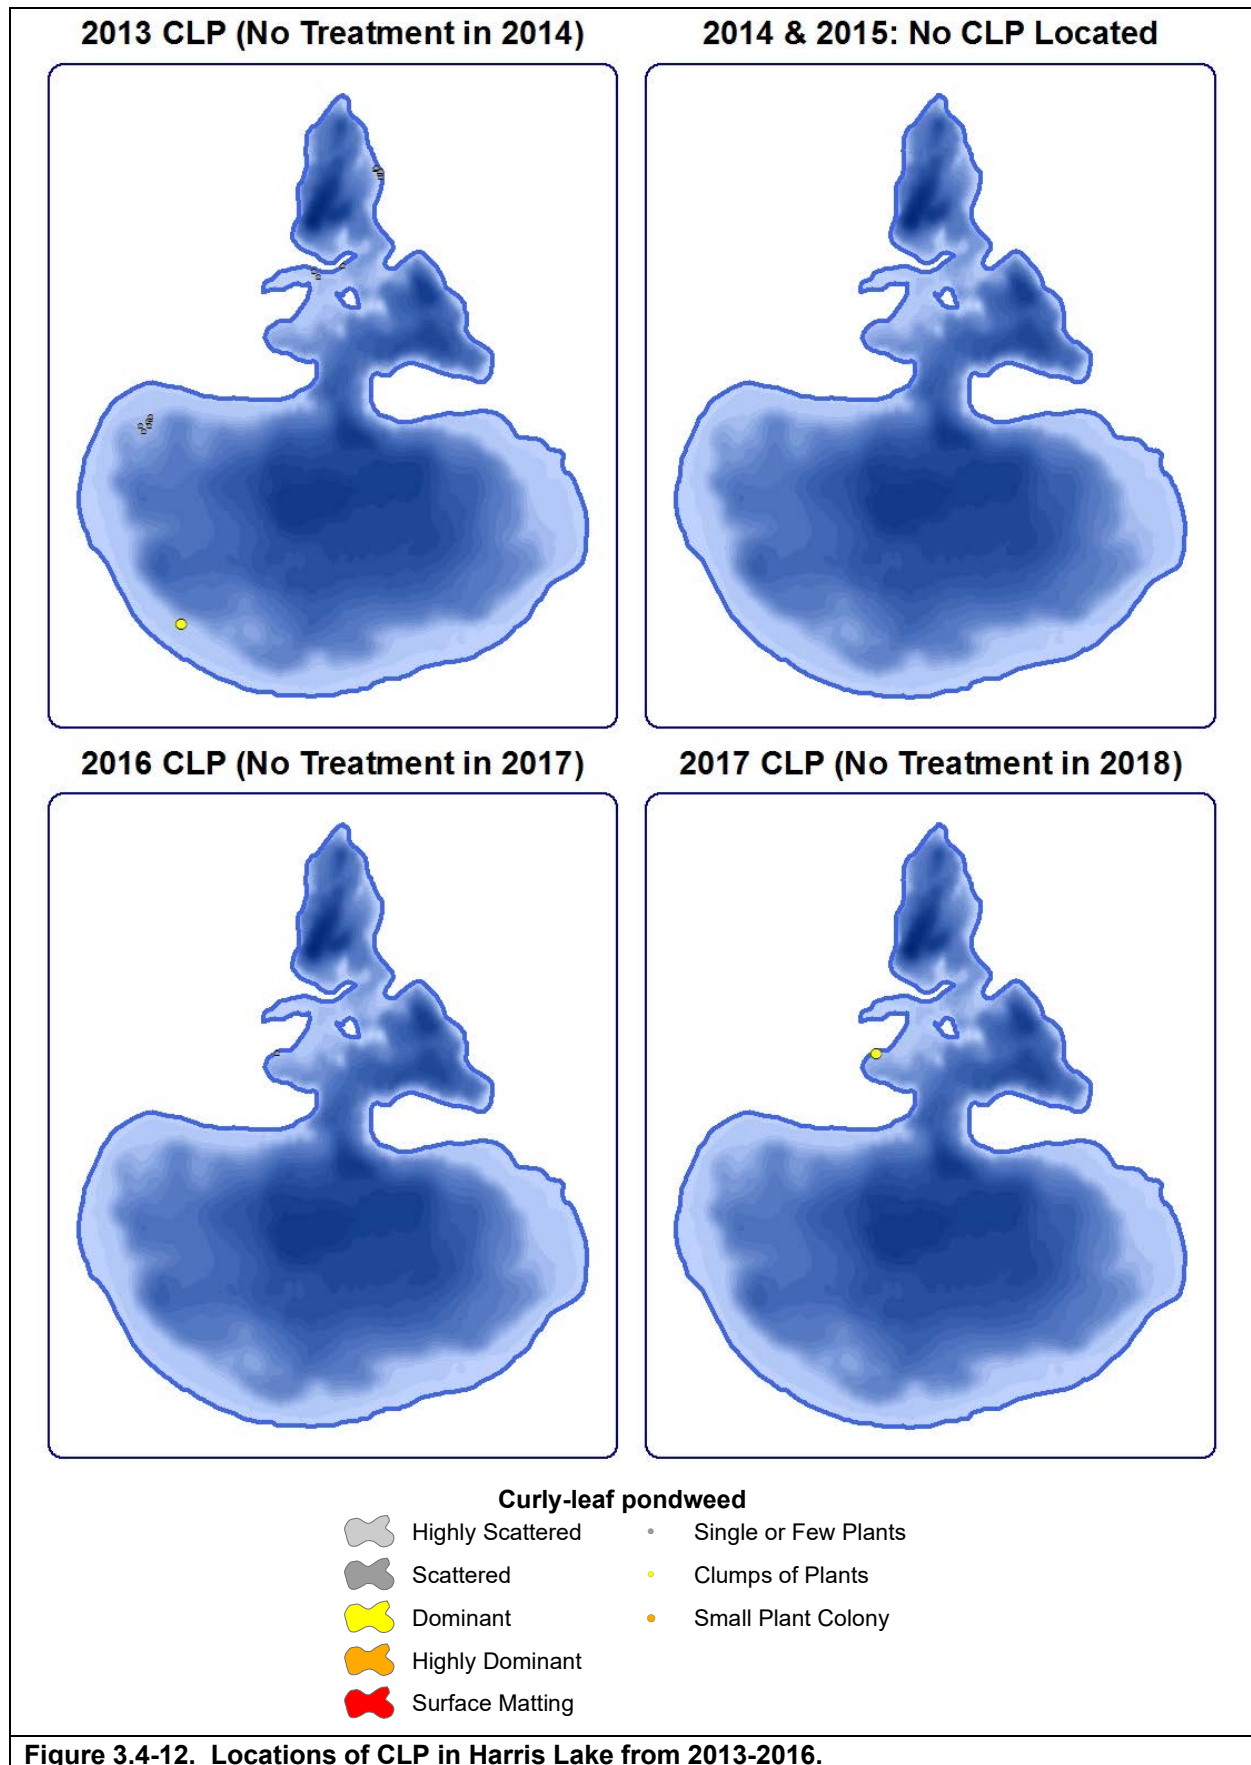 2013 CLP (No Treatment in 2014)
2014 & 2015: No CLP Located
2016 CLP (No Treatment in 2017)
2017 CLP (No Treatment in 2018)
Curly-leaf pondweed
Highly Scattered
Scattered
Dominant
Highly Dominant
Surface Matting
Single or Few Plants
Clumps of Plants
Small Plant Colony
Figure 3.4-12. Locations of CLP in Harris Lake from 2013-2016.